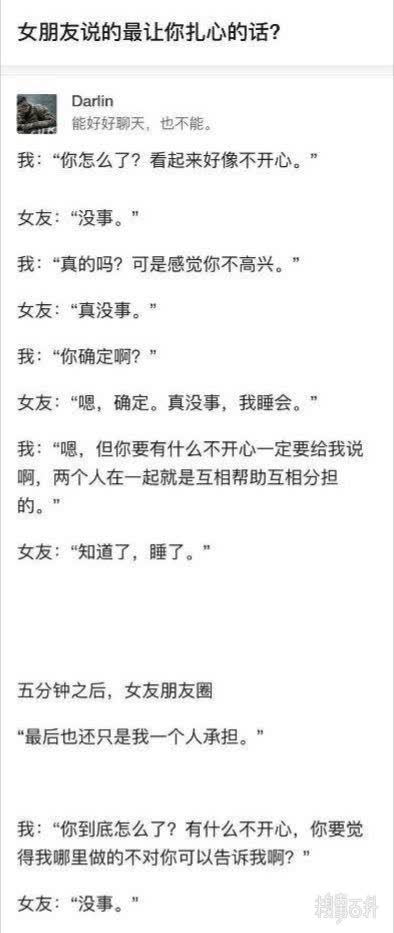 女朋友说的最让你扎心的话?
Darlin
能好好聊天，也不能。
我：“你怎么了？看起来好像不开心。”
女友：“没事。”
我：“真的吗？可是感觉你不高兴。”
女友：“真没事。”
我：“你确定啊？”
女友：“嗯，确定。真没事，我睡会。”
我：“嗯，但你要有什么不开心一定要给我说
啊，两个人在一起就是互相帮助互相分担
的。”
女友：“知道了，睡了。”
五分钟之后，女友朋友圈
“最后也还只是我一个人承担。”
我：“你到底怎么了？有什么不开心，你要觉
得我哪里做的不对你可以告诉我啊？”
女友：“没事。”